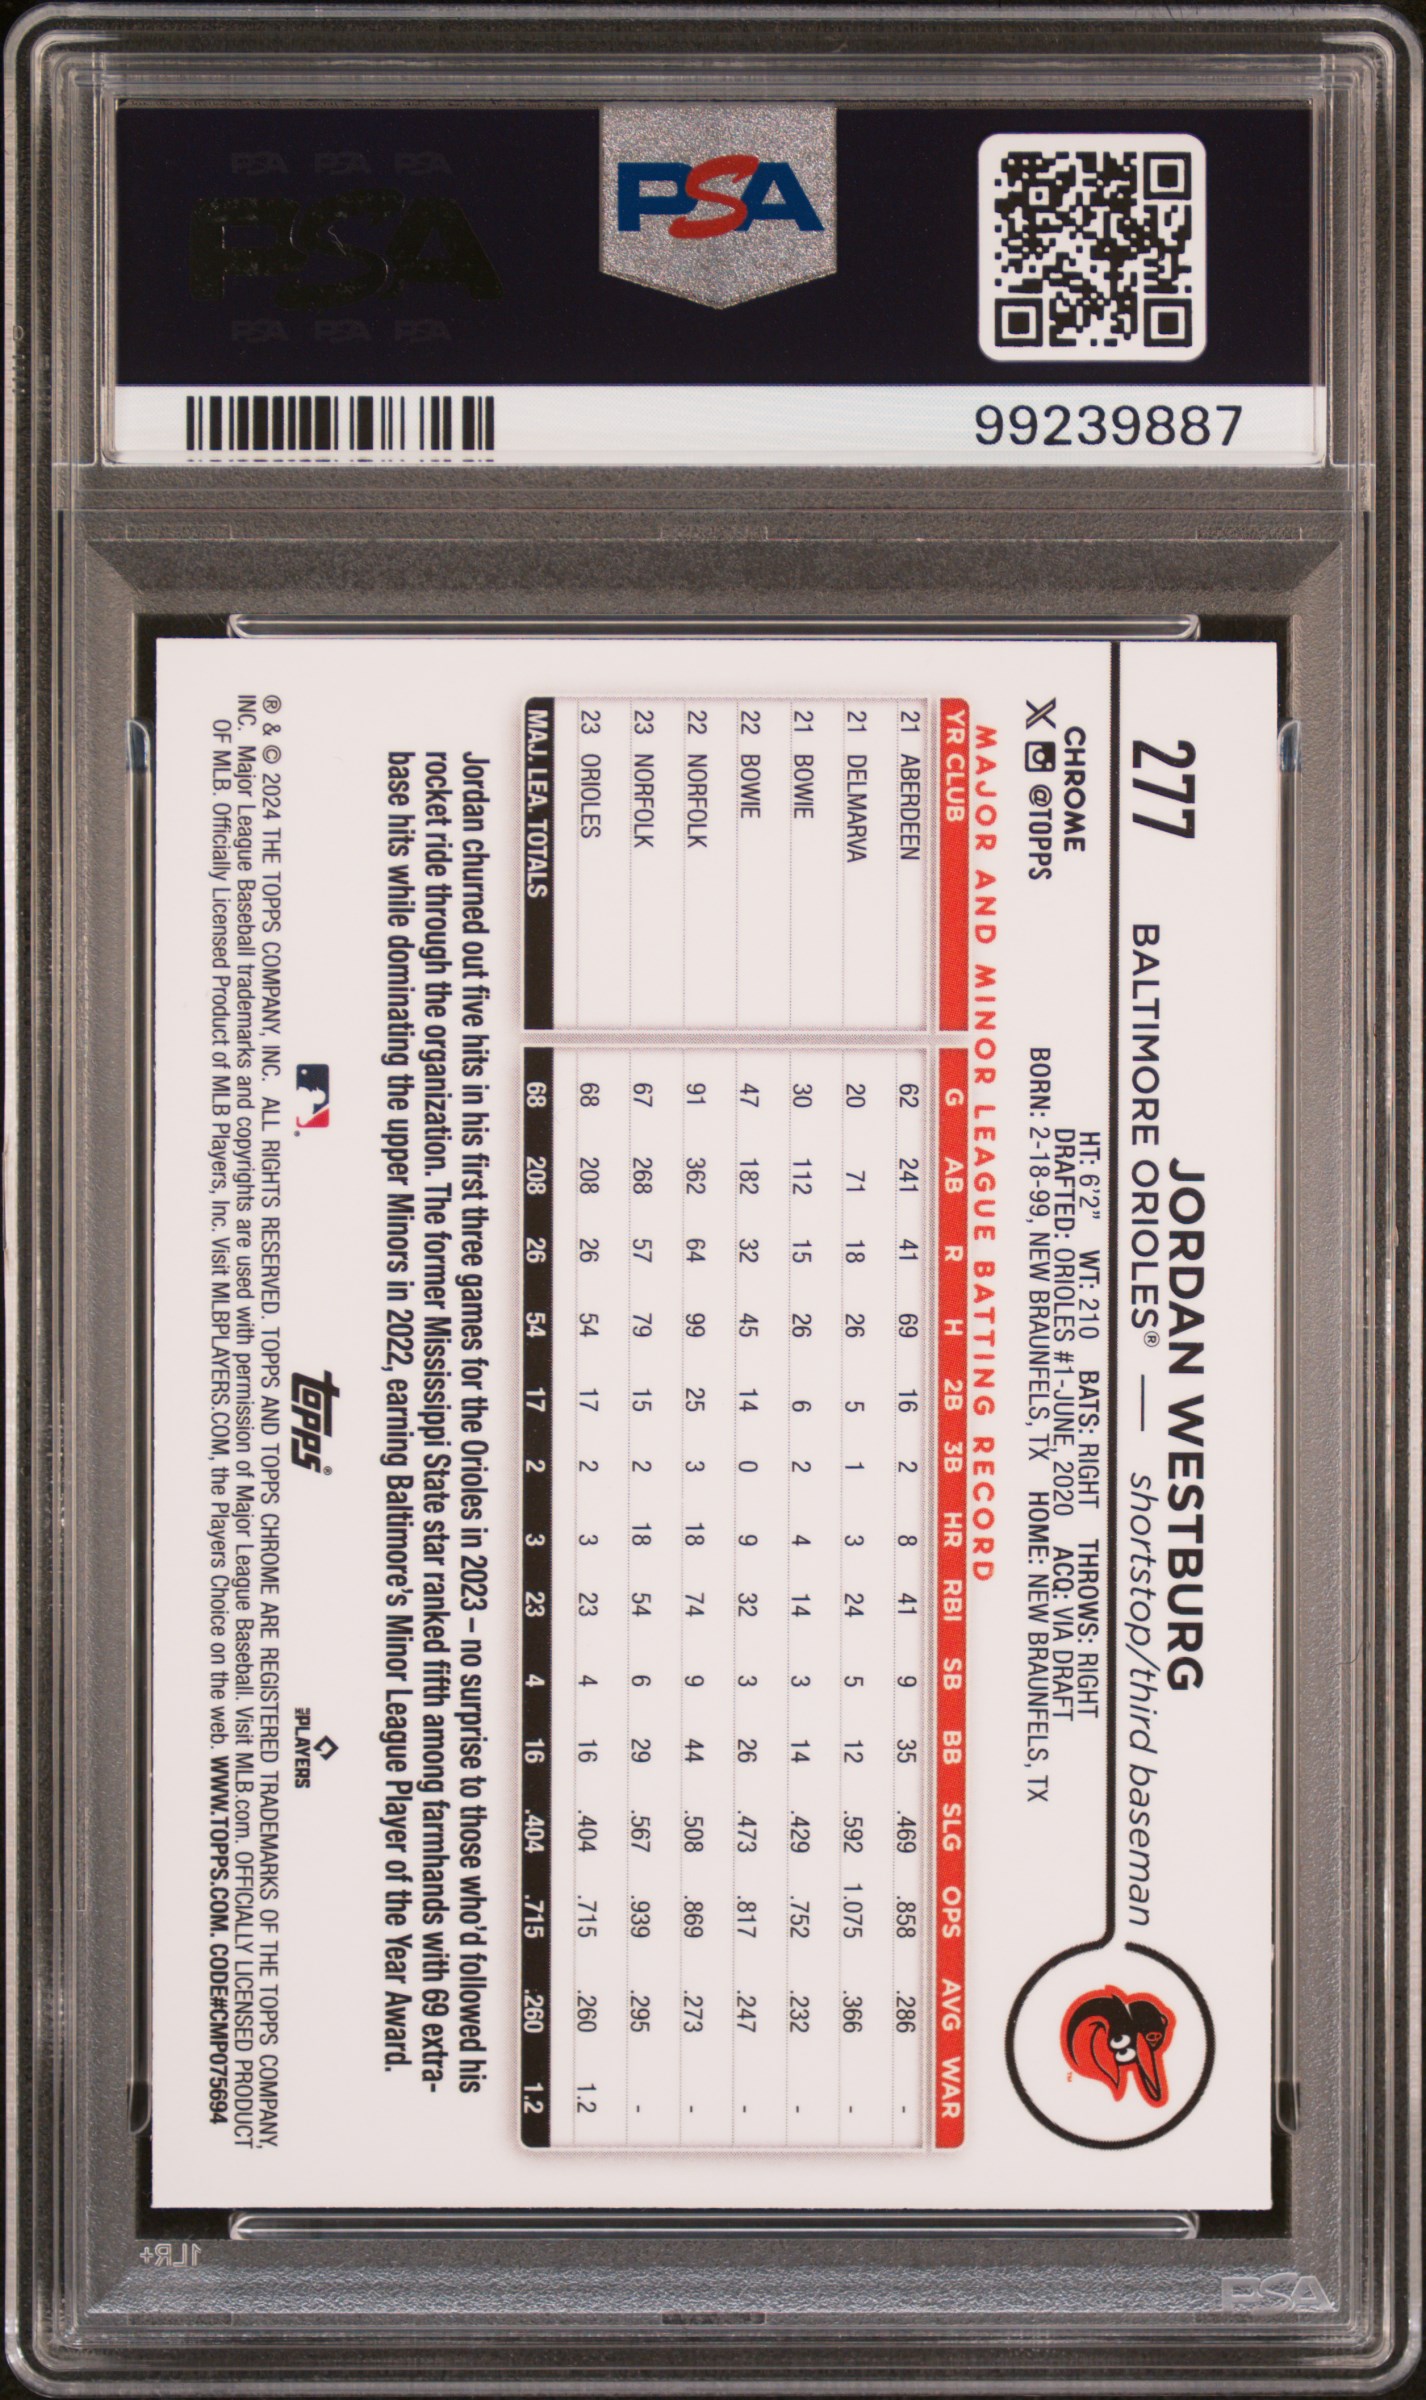 PSA PSA PSA
PSA
PSA PSA PSA
PSA
99239887
277
JORDAN WESTBURG
BALTIMORE ORIOLES® — shortstop/third baseman
CHROME
X @TOPPS
HT: 6'2" WT: 210 BATS: RIGHT THROWS: RIGHT
DRAFTED: ORIOLES #1-JUNE, 2020 ACQ: VIA DRAFT
BORN: 2-18-99, NEW BRAUNFELS, TX HOME: NEW BRAUNFELS, TX
MAJOR AND MINOR LEAGUE BATTING RECORD
YR CLUB G AB R H 2B 3B HR RBI SB BB SLG OPS AVG WAR
21 ABERDEEN 62 241 41 69 16 2 8 41 9 35 .469 .858 .286 -
21 DELMARVA 20 71 18 26 5 1 3 24 5 12 .592 1.075 .366 -
21 BOWIE 30 112 15 26 6 2 4 14 3 14 .429 .752 .232 -
22 BOWIE 47 182 32 45 14 0 9 32 3 26 .473 .817 .247 -
22 NORFOLK 91 362 64 99 25 3 18 74 9 44 .508 .869 .273 -
23 NORFOLK 67 268 57 79 15 2 18 54 6 29 .567 .939 .295 -
23 ORIOLES 68 208 26 54 17 2 3 23 4 16 .404 .715 .260 1.2
MAJ. LEA. TOTALS 68 208 26 54 17 2 3 23 4 16 .404 .715 .260 1.2
Jordan churned out five hits in his first three games for the Orioles in 2023 – no surprise to those who'd followed his
rocket ride through the organization. The former Mississippi State star ranked fifth among farmhands with 69 extra-
base hits while dominating the upper Minors in 2022, earning Baltimore's Minor League Player of the Year Award.
topps®
PLAYERS
® & © 2024 THE TOPPS COMPANY, INC. ALL RIGHTS RESERVED. TOPPS AND TOPPS CHROME ARE REGISTERED TRADEMARKS OF THE TOPPS COMPANY,
INC. Major League Baseball trademarks and copyrights are used with permission of Major League Baseball. Visit MLB.com. OFFICIALLY LICENSED PRODUCT
OF MLB. Officially Licensed Product of MLB Players, Inc. Visit MLBPLAYERS.COM, the Players Choice on the web. WWW.TOPPS.COM. CODE#CMP075694
1LR+
PSA